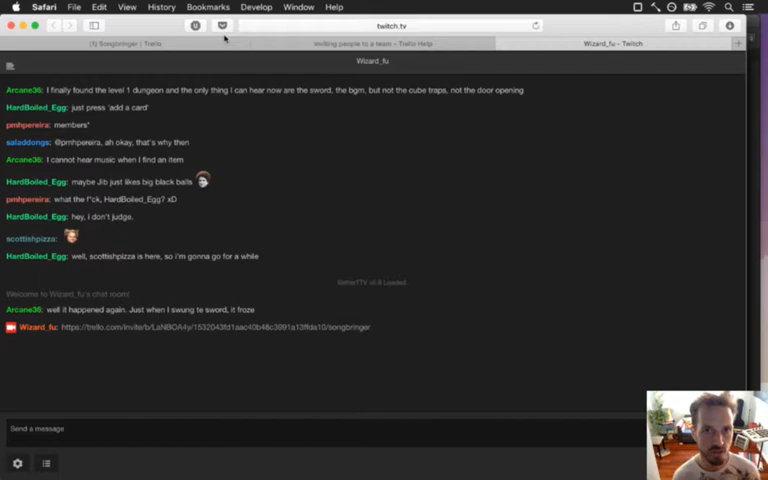 Safari File Edit View History Bookmarks Develop Window Help
twitch.tv
(1) Songbringer | Trello
Inviting people to a team - Trello Help
Wizard_fu - Twitch
Wizard_fu
Arcane36: I finally found the level 1 dungeon and the only thing I can hear now are the sword, the bgm, but not the cube traps, not the door opening
HardBoiled_Egg: just press 'add a card'
pmhpereira: members*
saladdongs: @pmhpereira, ah okay, that's why then
Arcane36: I cannot hear music when I find an item
HardBoiled_Egg: maybe Jib just likes big black balls
pmhpereira: what the f*ck, HardBoiled_Egg? xD
HardBoiled_Egg: hey, i don't judge.
scottishpizza:
HardBoiled_Egg: well, scottishpizza is here, so i'm gonna go for a while
Welcome to Wizard_fu's chat room!
Arcane36: well it happened again. Just when I swung te sword, it froze
Wizard_fu: https://trello.com/invite/b/LsNBOA4y/1532043fd1aac40b48c3991a13ffda10/songbringer
Send a message